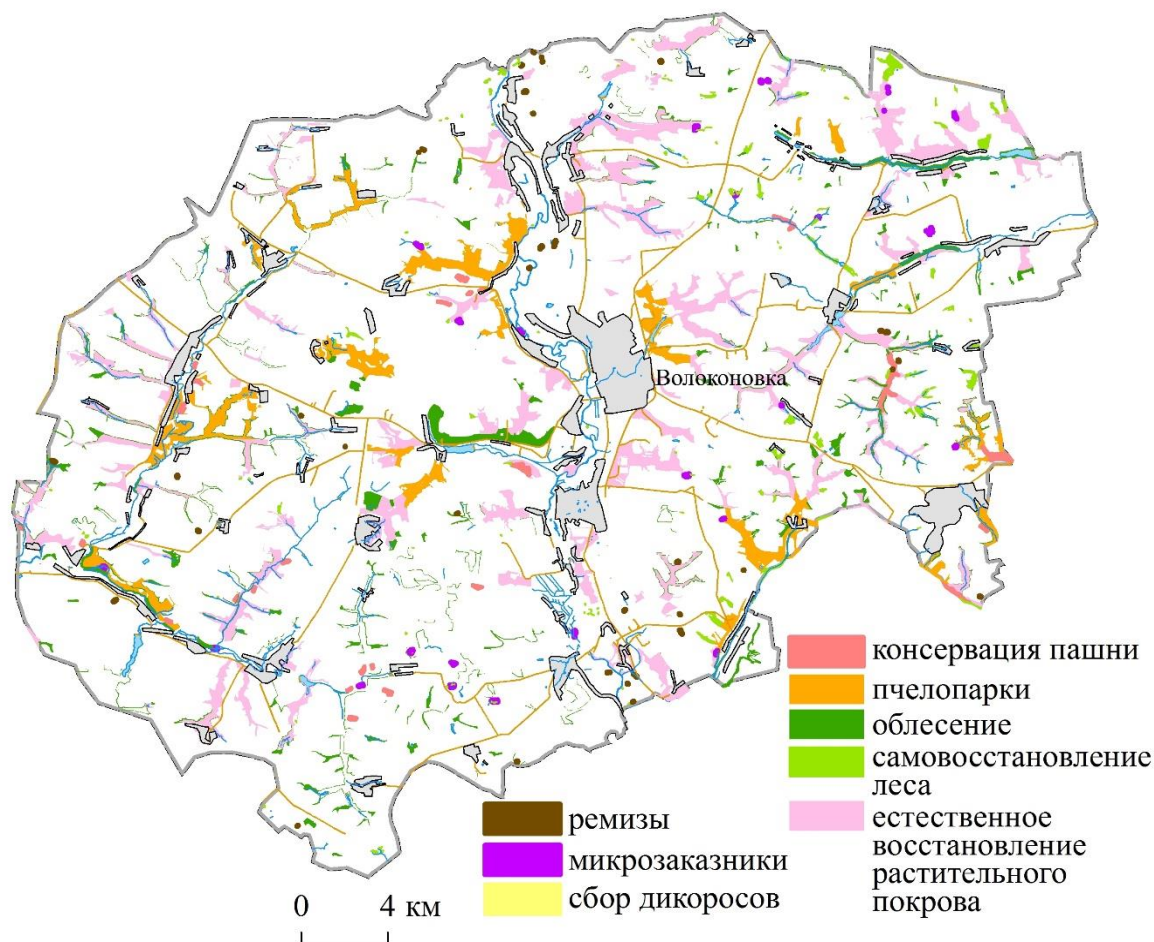 Волоконовка
консервация пашни
пчелопарки
облесение
самовосстановление
леса
естественное
восстановление
растительного
покрова
ремизы
микрозаказники
сбор дикоросов
0 4 км